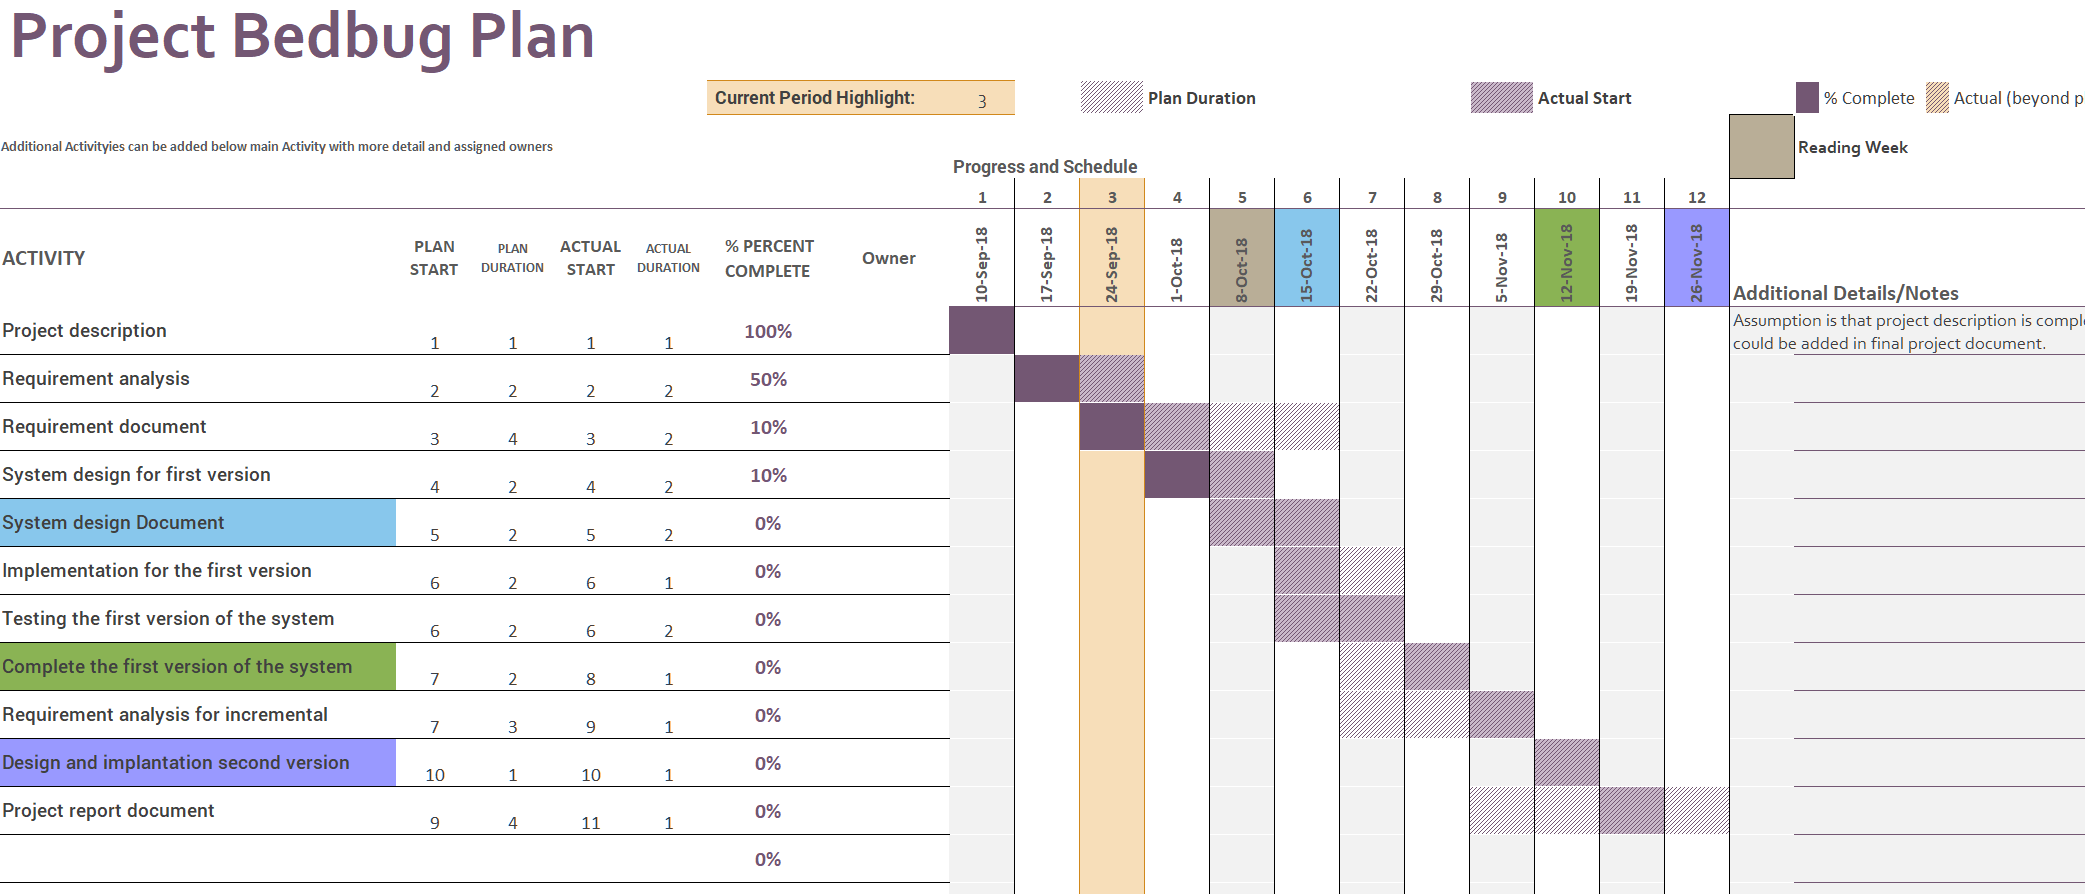 Project Bedbug Plan
Current Period Highlight: 3
Plan Duration
Actual Start
% Complete
Actual (beyond p
Additional Activityies can be added below main Activity with more detail and assigned owners
Reading Week
Progress and Schedule
1 2 3 4 5 6 7 8 9 10 11 12
ACTIVITY
PLAN START
PLAN DURATION
ACTUAL START
ACTUAL DURATION
% PERCENT COMPLETE
Owner
10-Sep-18 17-Sep-18 24-Sep-18 1-Oct-18 8-Oct-18 15-Oct-18 22-Oct-18 29-Oct-18 5-Nov-18 12-Nov-18 19-Nov-18 26-Nov-18
Additional Details/Notes
Project description 1 1 1 1 100%
Assumption is that project description is comple
could be added in final project document.
Requirement analysis 2 2 2 2 50%
Requirement document 3 4 3 2 10%
System design for first version 4 2 4 2 10%
System design Document 5 2 5 2 0%
Implementation for the first version 6 2 6 1 0%
Testing the first version of the system 6 2 6 2 0%
Complete the first version of the system 7 2 8 1 0%
Requirement analysis for incremental 7 3 9 1 0%
Design and implantation second version 10 1 10 1 0%
Project report document 9 4 11 1 0%
0%